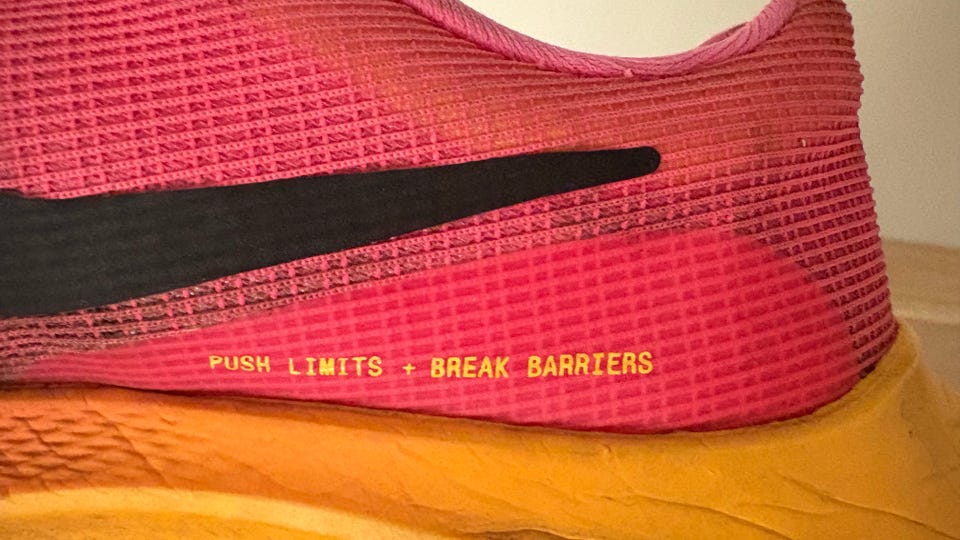 PUSH LIMITS + BREAK BARRIERS